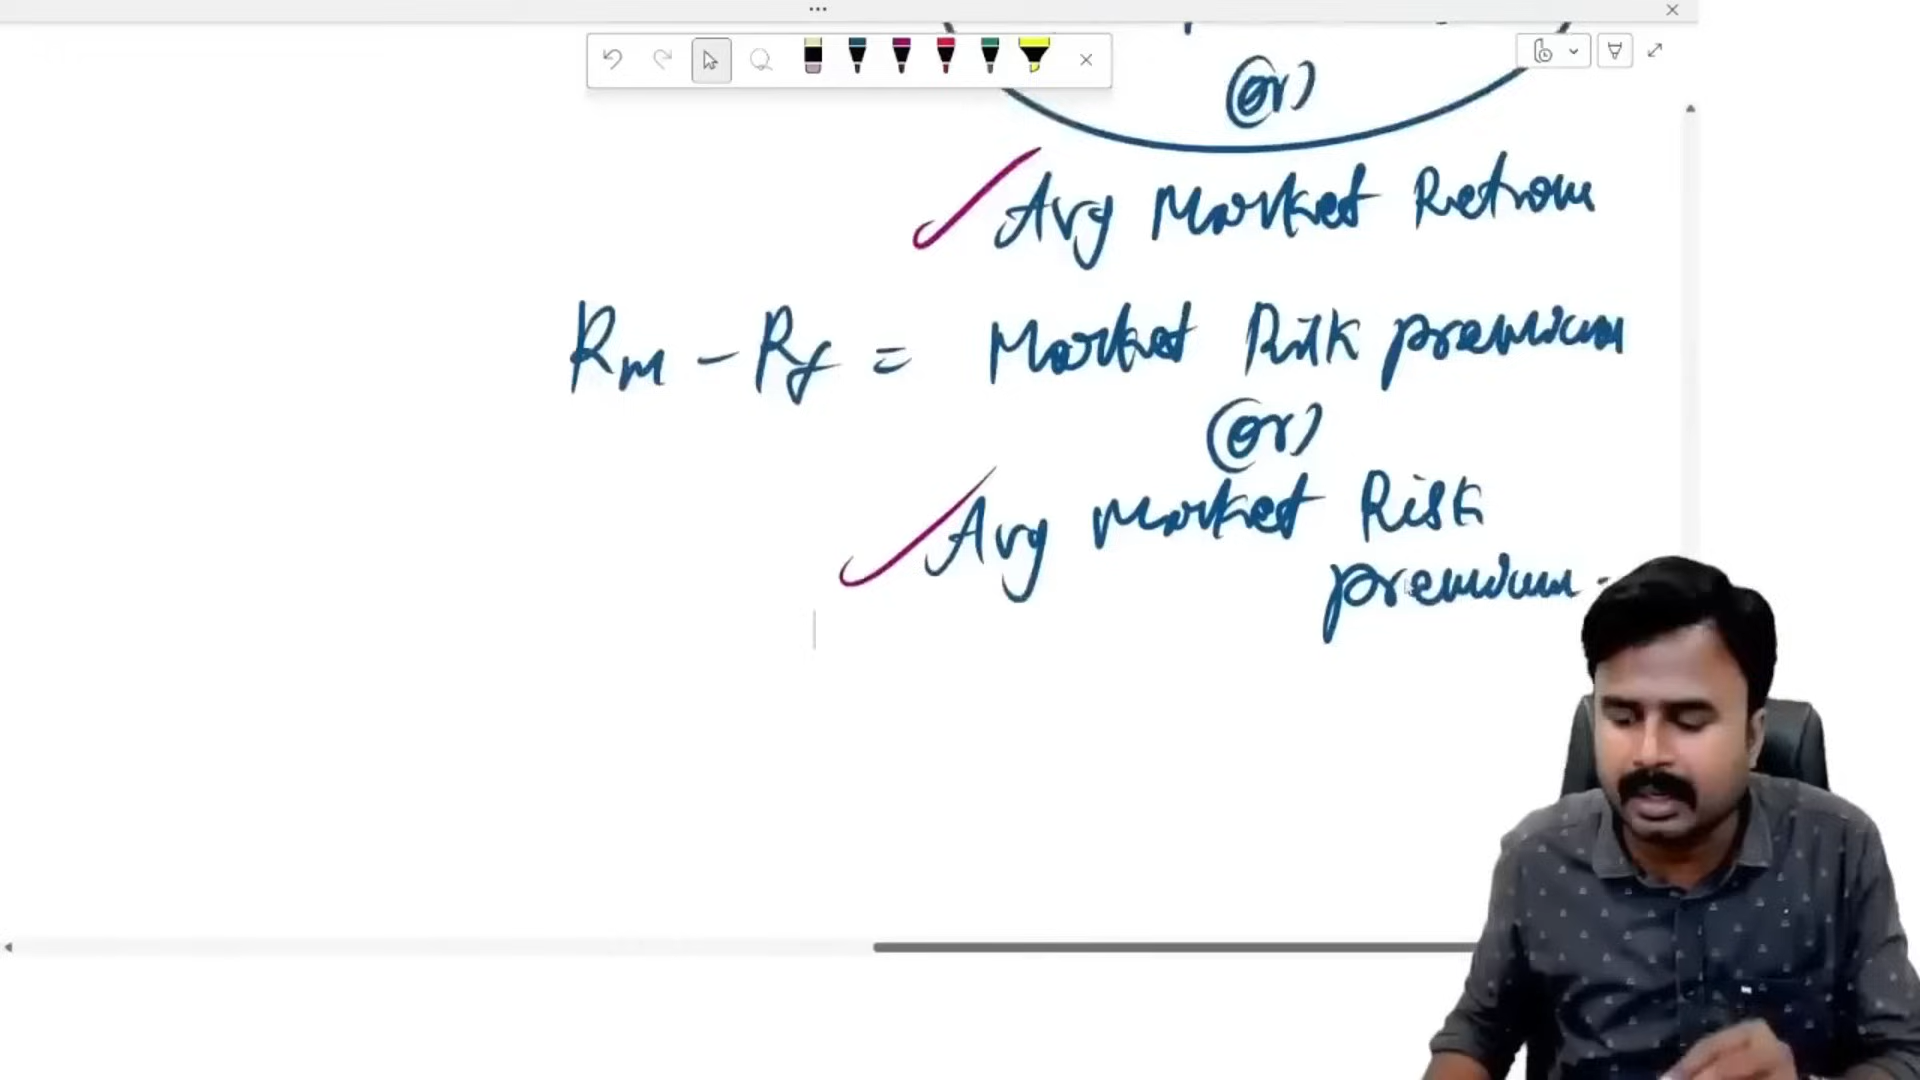 (or)
Avg Market Return
Rm - Rf = Market Risk premium
(or)
Avg Market Risk
premium